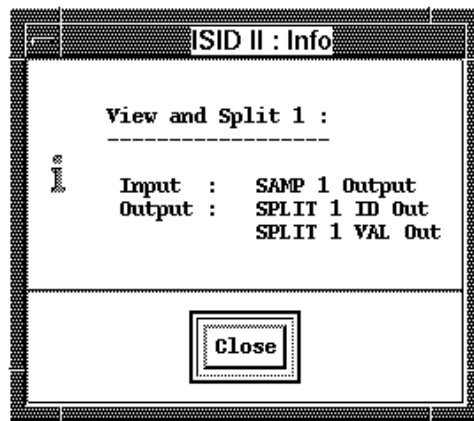 ISID II : Info
View and Split 1 :
-------------------
i
Input : SAMP 1 Output
Output : SPLIT 1 ID Out
SPLIT 1 VAL Out
Close